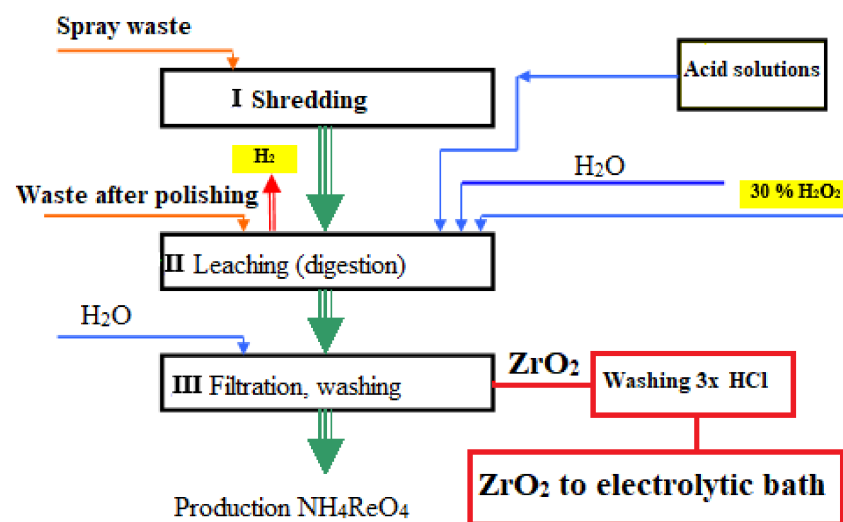 Spray waste
I Shredding
Acid solutions
H₂
H₂O
Waste after polishing
30 % H₂O₂
II Leaching (digestion)
H₂O
III Filtration, washing
ZrO₂
Washing 3x HCl
ZrO₂ to electrolytic bath
Production NH₄ReO₄